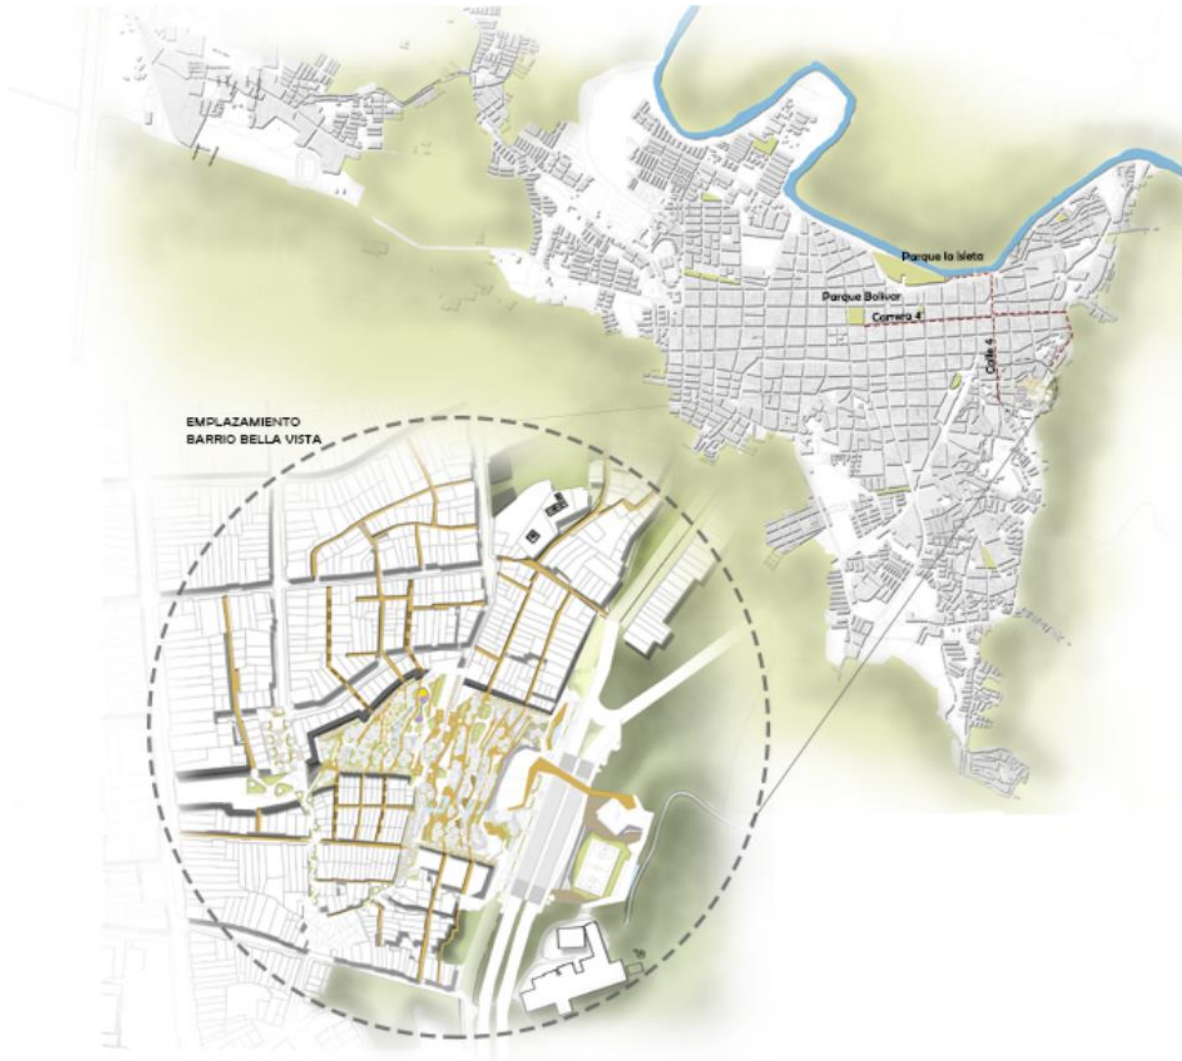 Parque la Isleta
Parque Bolivar
Carrera 4
Calle 4
EMPLAZAMIENTO
BARRIO BELLA VISTA